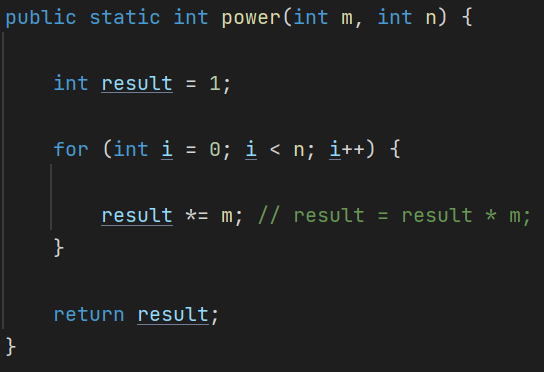 public static int power(int m, int n) {
int result = 1;
for (int i = 0; i < n; i++) {
result *= m; // result = result * m;
}
return result;
}